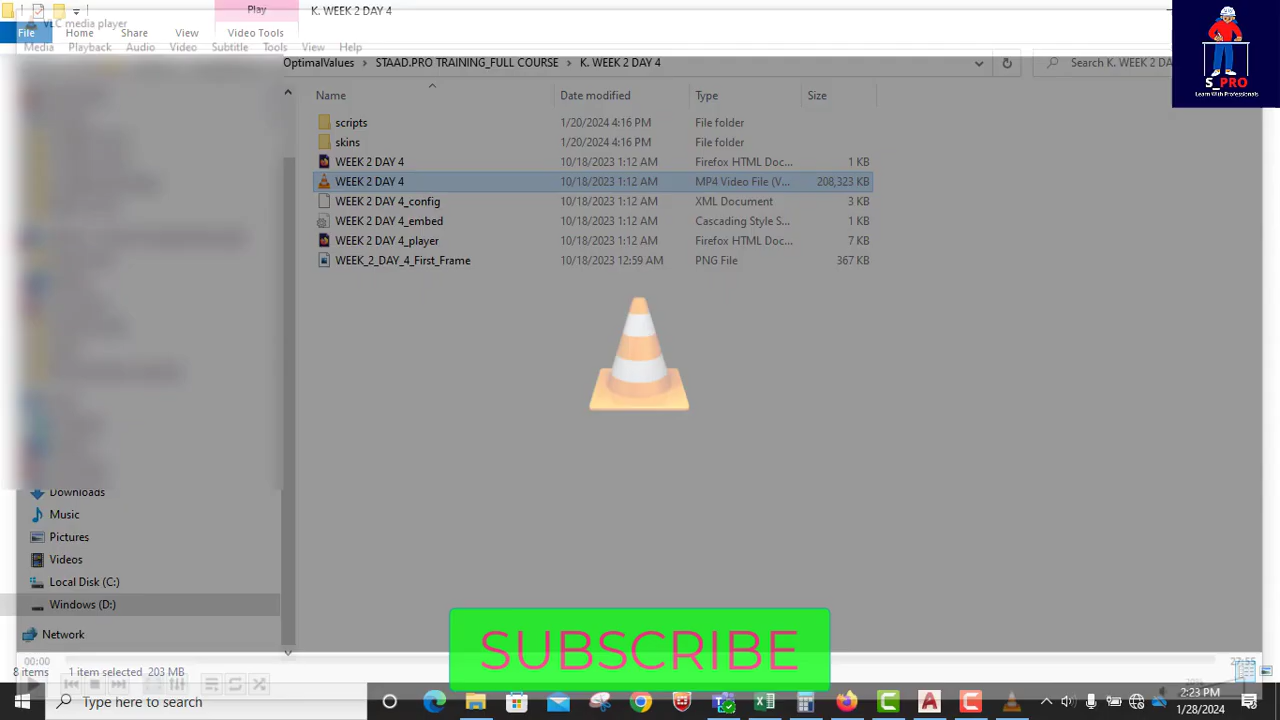 Play
K. WEEK 2 DAY 4
VLC media player
File Home Share View Video Tools
Media Playback Audio Video Subtitle Tools View Help
OptimalValues > STAAD.PRO TRAINING_FULL COURSE > K. WEEK 2 DAY 4
Search K. WEEK 2 DA
S_PRO
Learn With Professionals
Name Date modified Type Size
scripts 1/20/2024 4:16 PM File folder
skins 1/20/2024 4:16 PM File folder
WEEK 2 DAY 4 10/18/2023 1:12 AM Firefox HTML Doc... 1 KB
WEEK 2 DAY 4 10/18/2023 1:12 AM MP4 Video File (V... 208,323 KB
WEEK 2 DAY 4_config 10/18/2023 1:12 AM XML Document 3 KB
WEEK 2 DAY 4_embed 10/18/2023 1:12 AM Cascading Style S... 1 KB
WEEK 2 DAY 4_player 10/18/2023 1:12 AM Firefox HTML Doc... 7 KB
WEEK_2_DAY_4_First_Frame 10/18/2023 12:59 AM PNG File 367 KB
Downloads
Music
Pictures
Videos
Local Disk (C:)
Windows (D:)
Network
SUBSCRIBE
00:00
8 items 1 item selected 203 MB
Type here to search
2:23 PM
1/28/2024